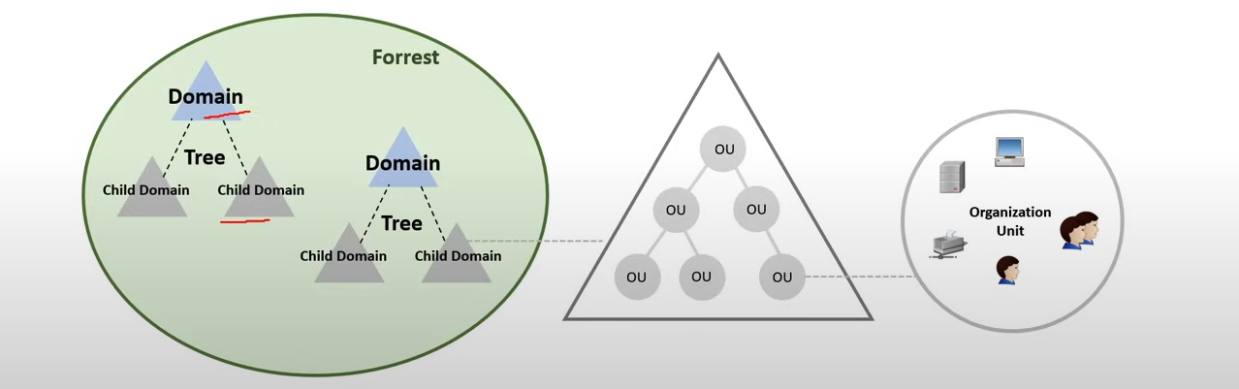 Forrest
Domain
Tree
Child Domain
Child Domain
Domain
Tree
Child Domain
Child Domain
OU
OU
OU
OU
OU
OU
Organization
Unit